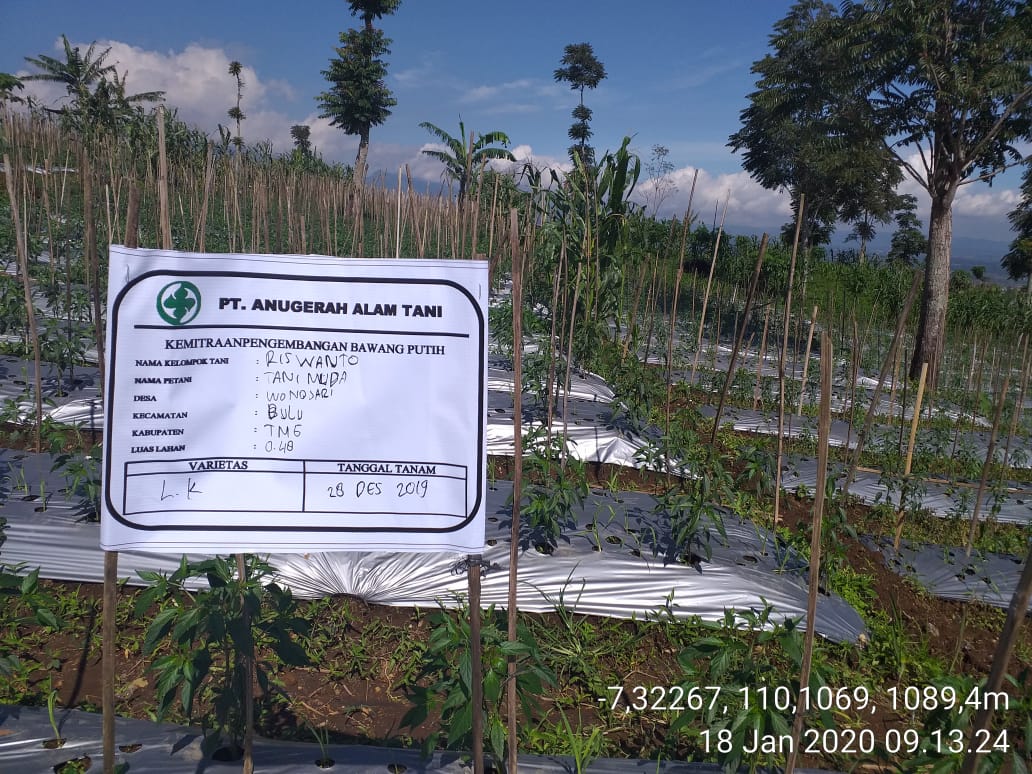 PT. ANUGERAH ALAM TANI
KEMITRAANPENGEMBANGAN BAWANG PUTIH
NAMA KELOMPOK TANI : RISWANTO
NAMA PETANI : TANI MUDA
DESA : WONOSARI
KECAMATAN : BULU
KABUPATEN : TMG
LUAS LAHAN : 0.48
VARIETAS TANGGAL TANAM
L.K 28 DES 2019
-7,32267, 110,1069, 1089,4m
18 Jan 2020 09.13.24